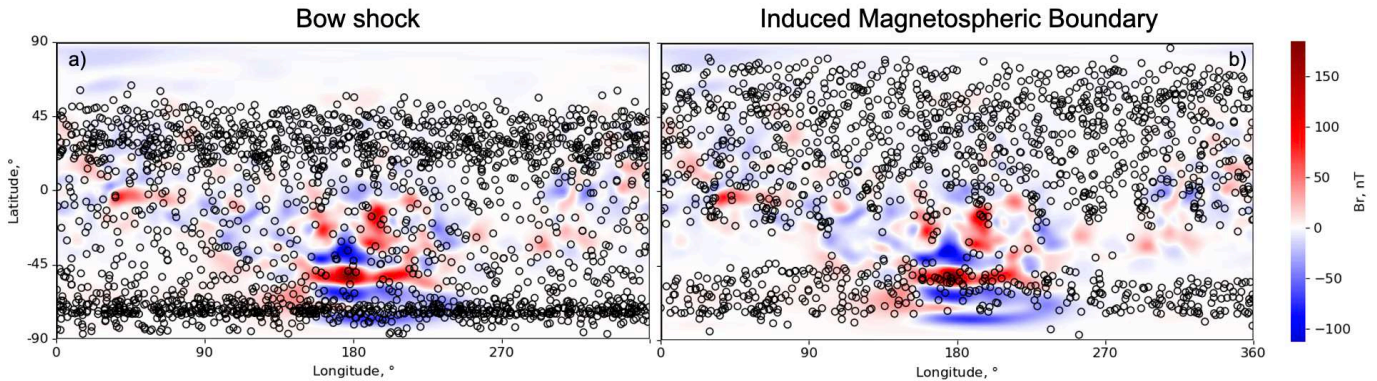 Bow shock
Induced Magnetospheric Boundary
a)
b)
90
45
0
-45
-90
Latitude,°
0
90
180
270
Longitude, °
0
90
180
270
360
Longitude, °
150
100
50
0
−50
−100
Br, nT